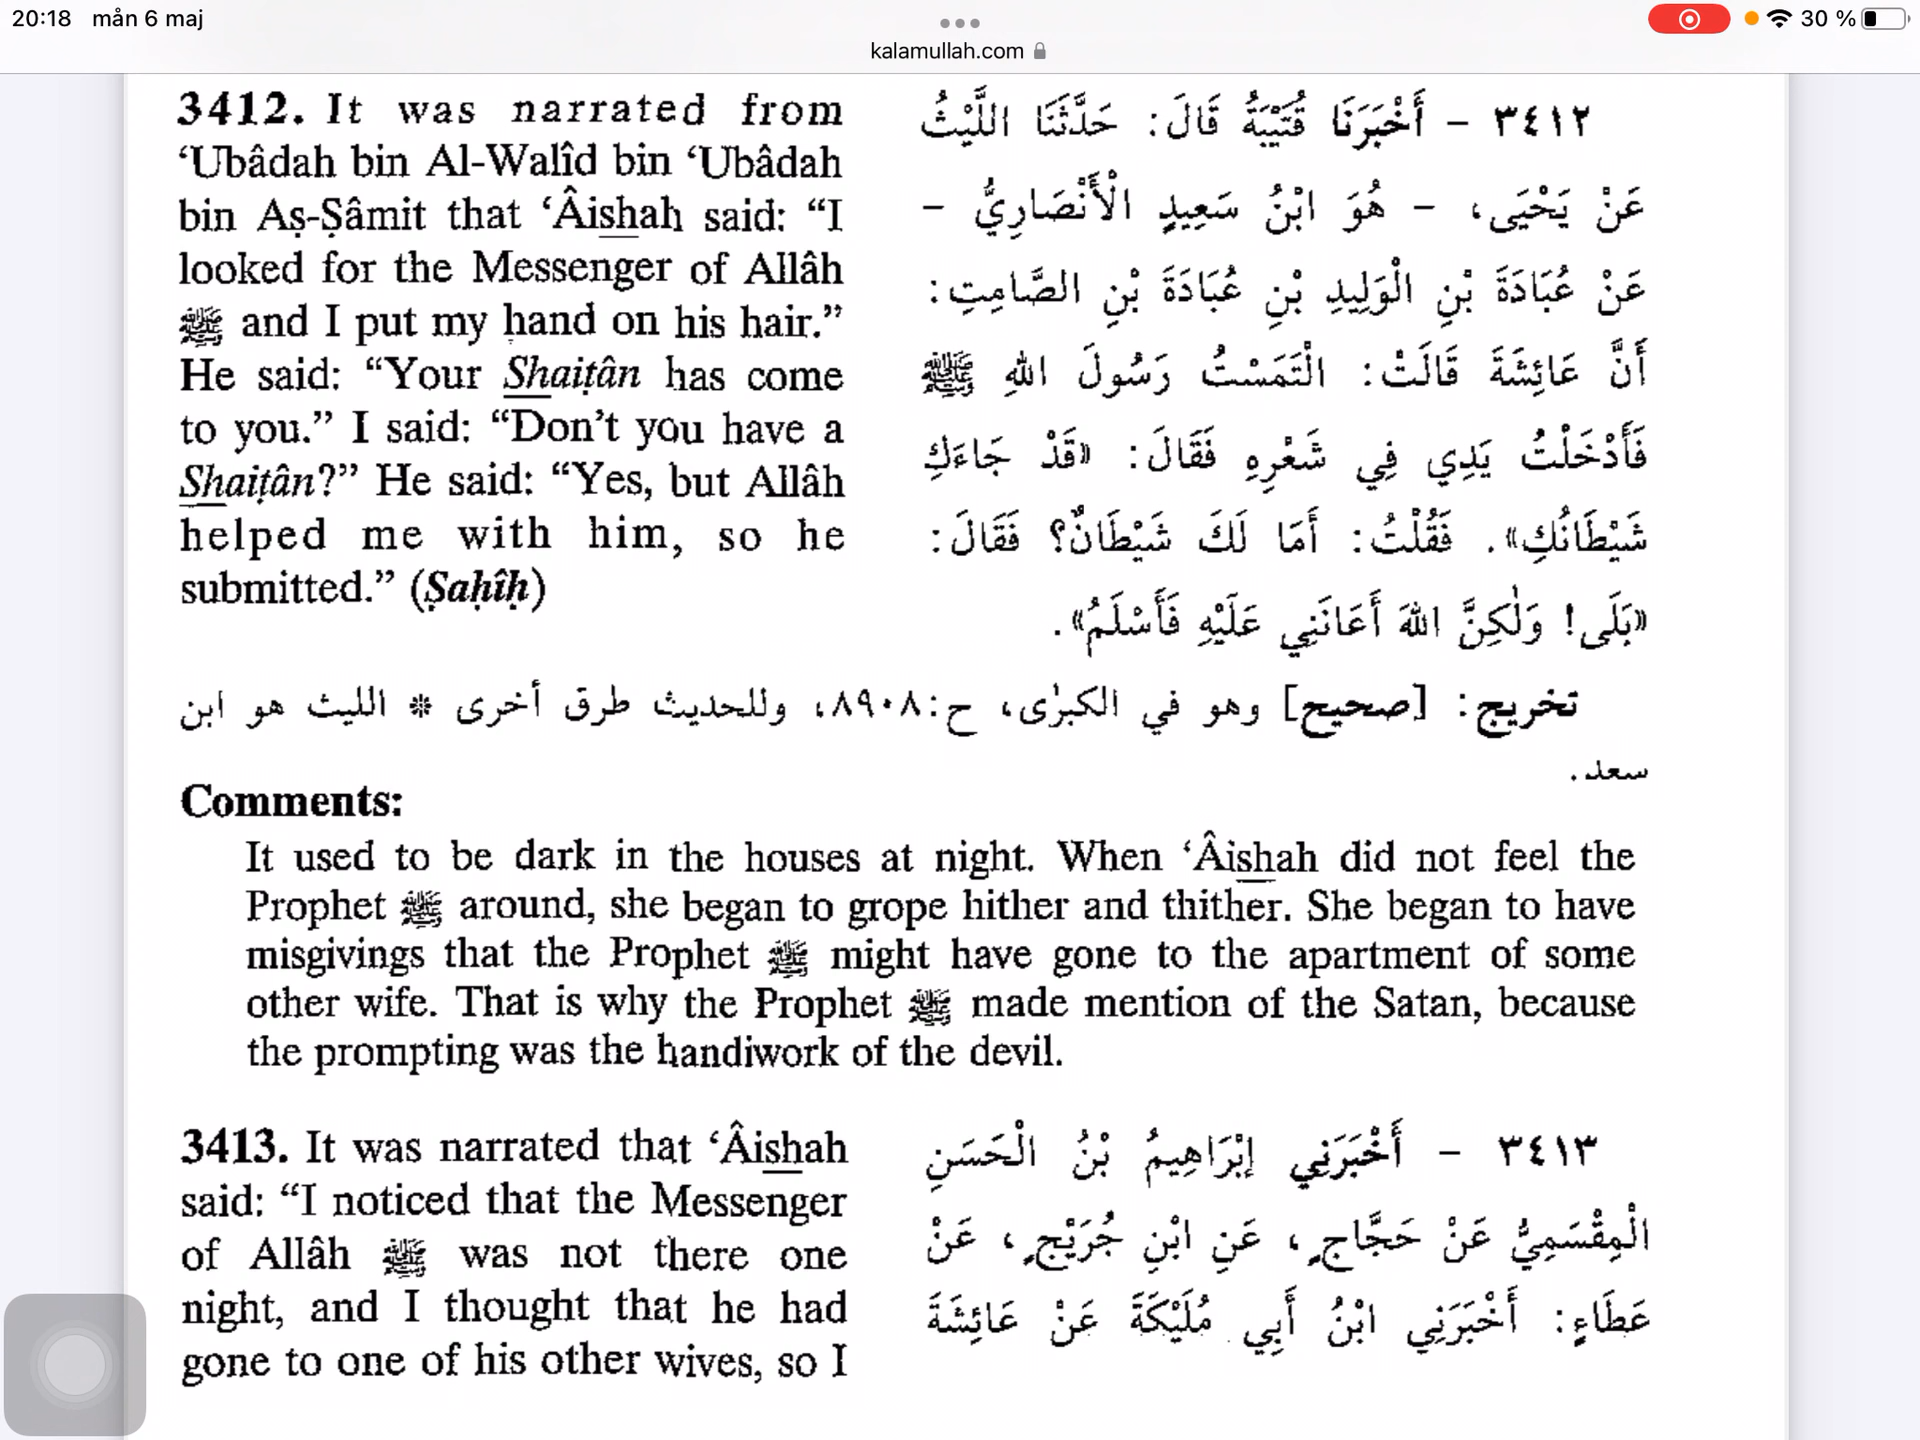 20:18 mån 6 maj
30 %
kalamullah.com
3412. It was narrated from
‘Ubâdah bin Al-Walîd bin ‘Ubâdah
bin Aṣ-Ṣâmit that ‘Âishah said: “I
looked for the Messenger of Allâh
ﷺ and I put my hand on his hair.”
He said: “Your Shaiṭân has come
to you.” I said: “Don’t you have a
Shaiṭân?” He said: “Yes, but Allâh
helped me with him, so he
submitted.” (Ṣaḥîḥ)
٣٤١٢ – أَخْبَرَنَا قُتَيْبَةُ قَالَ: حَدَّثَنَا اللَّيْثُ
عَنْ يَحْيَى، – هُوَ ابْنُ سَعِيدٍ الْأَنْصَارِيُّ –
عَنْ عُبَادَةَ بْنِ الْوَلِيدِ بْنِ عُبَادَةَ بْنِ الصَّامِتِ:
أَنَّ عَائِشَةَ قَالَتْ: الْتَمَسْتُ رَسُولَ اللهِ ﷺ
فَأَدْخَلْتُ يَدِي فِي شَعْرِهِ فَقَالَ: «قَدْ جَاءَكِ
شَيْطَانُكِ». فَقُلْتُ: أَمَا لَكَ شَيْطَانٌ؟ فَقَالَ:
«بَلَى! وَلٰكِنَّ اللهَ أَعَانَنِي عَلَيْهِ فَأَسْلَمُ».
تخريج: [صحيح] وهو في الكبرٰى، ح:٨٩٠٨، وللحديث طرق أخرى * الليث هو ابن
سعد.
Comments:
It used to be dark in the houses at night. When ‘Âishah did not feel the
Prophet ﷺ around, she began to grope hither and thither. She began to have
misgivings that the Prophet ﷺ might have gone to the apartment of some
other wife. That is why the Prophet ﷺ made mention of the Satan, because
the prompting was the handiwork of the devil.
3413. It was narrated that ‘Âishah
said: “I noticed that the Messenger
of Allâh ﷺ was not there one
night, and I thought that he had
gone to one of his other wives, so I
٣٤١٣ – أَخْبَرَنِي إِبْرَاهِيمُ بْنُ الْحَسَنِ
الْمِقْسَمِيُّ عَنْ حَجَّاجٍ، عَنِ ابْنِ جُرَيْجٍ، عَنْ
عَطَاءٍ: أَخْبَرَنِي ابْنُ أَبِي مُلَيْكَةَ عَنْ عَائِشَةَ